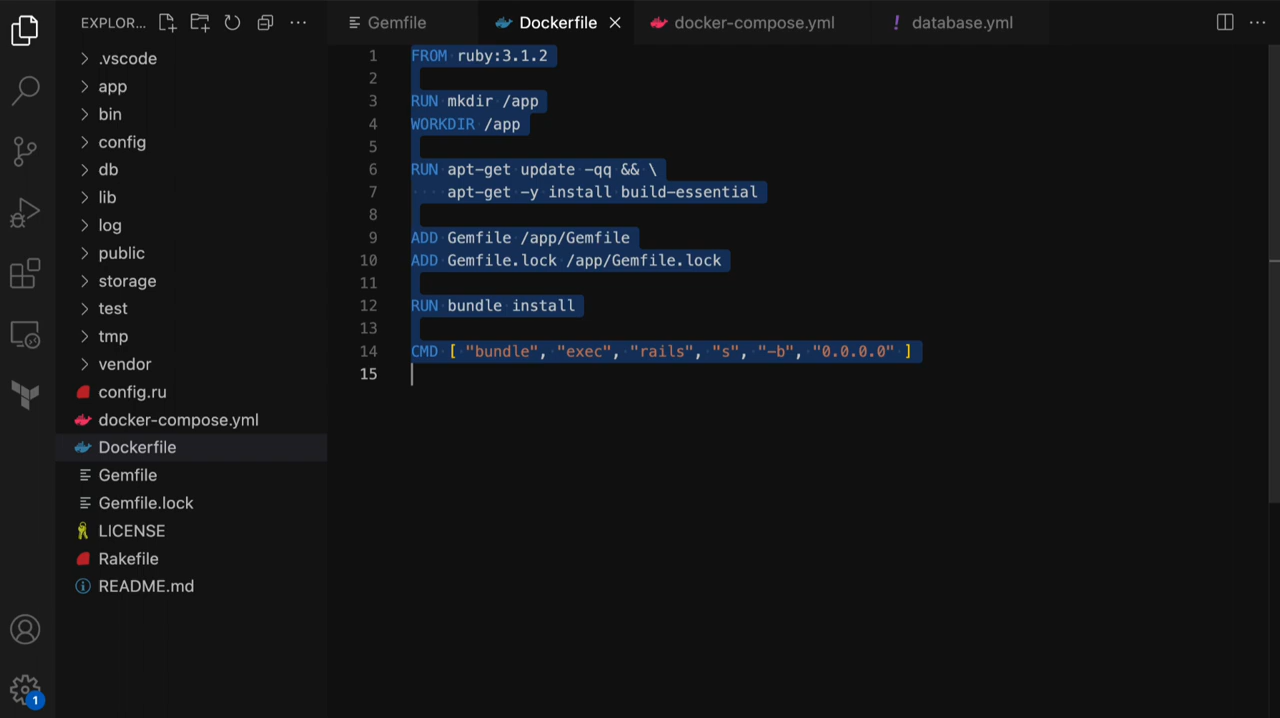 EXPLOR...
Gemfile
Dockerfile
docker-compose.yml
! database.yml
.vscode
app
bin
config
db
lib
log
public
storage
test
tmp
vendor
config.ru
docker-compose.yml
Dockerfile
Gemfile
Gemfile.lock
LICENSE
Rakefile
README.md
1
1 FROM ruby:3.1.2
2
3 RUN mkdir /app
4 WORKDIR /app
5
6 RUN apt-get update -qq && \
7 apt-get -y install build-essential
8
9 ADD Gemfile /app/Gemfile
10 ADD Gemfile.lock /app/Gemfile.lock
11
12 RUN bundle install
13
14 CMD [ "bundle", "exec", "rails", "s", "-b", "0.0.0.0" ]
15